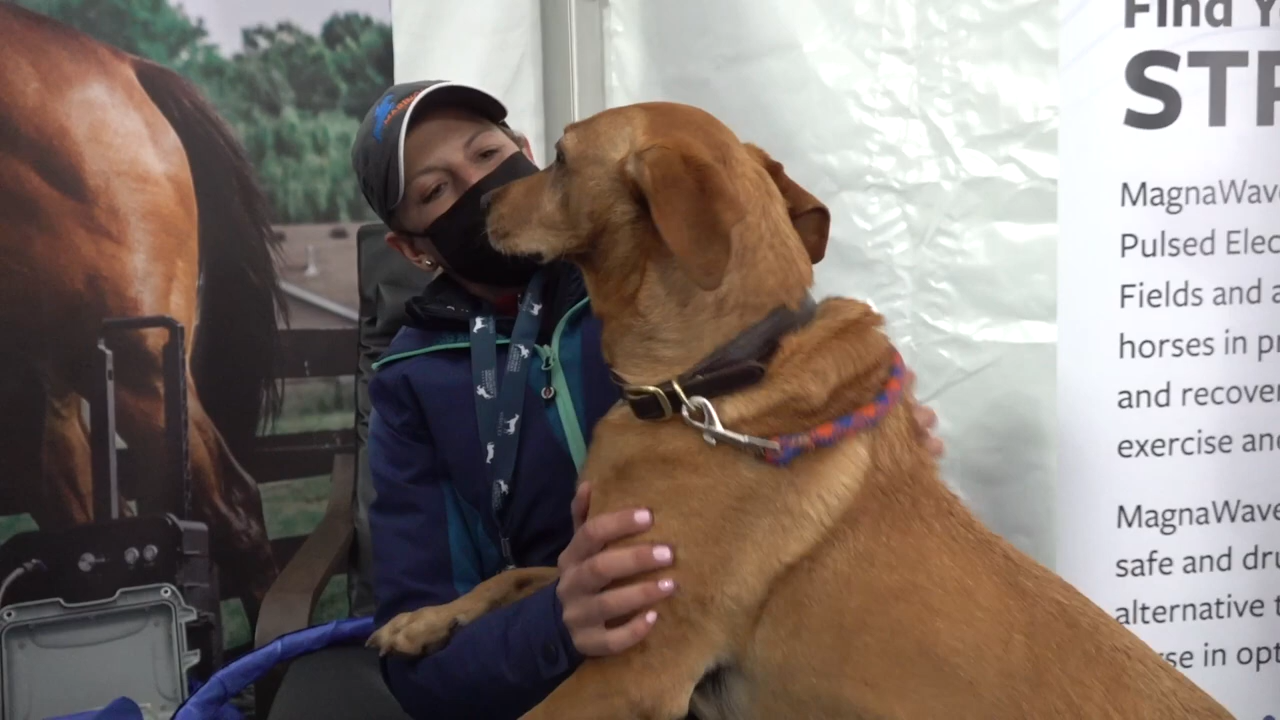 Find Y
STR
MagnaWave
Pulsed Elec
Fields and a
horses in pr
and recover
exercise and
MagnaWave
safe and dru
alternative t
rse in opt